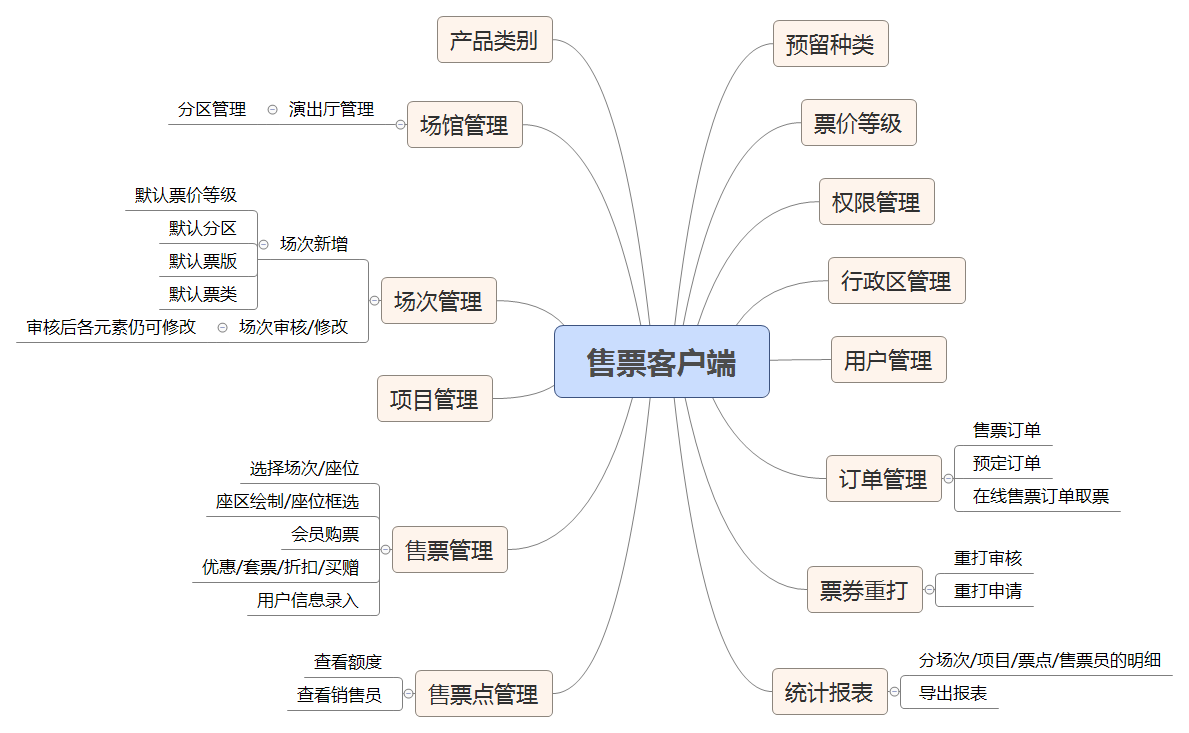 产品类别
分区管理
演出厅管理
场馆管理
默认票价等级
默认分区
默认票版
默认票类
场次新增
审核后各元素仍可修改
场次审核/修改
场次管理
项目管理
选择场次/座位
座区绘制/座位框选
会员购票
优惠/套票/折扣/买赠
用户信息录入
售票管理
查看额度
查看销售员
售票点管理
售票客户端
预留种类
票价等级
权限管理
行政区管理
用户管理
订单管理
售票订单
预定订单
在线售票订单取票
票券重打
重打审核
重打申请
统计报表
分场次/项目/票点/售票员的明细
导出报表